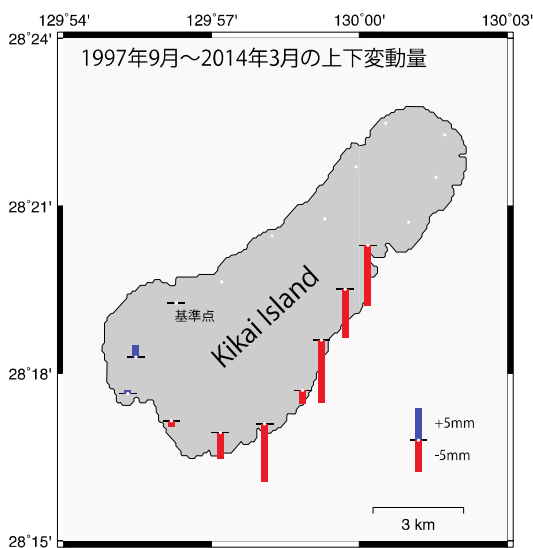 129˚54' 129˚57' 130˚00' 130˚03'
28˚24'
1997年9月～2014年3月の上下変動量
28˚21'
基準点
Kikai Island
28˚18'
+5mm
-5mm
3 km
28˚15'